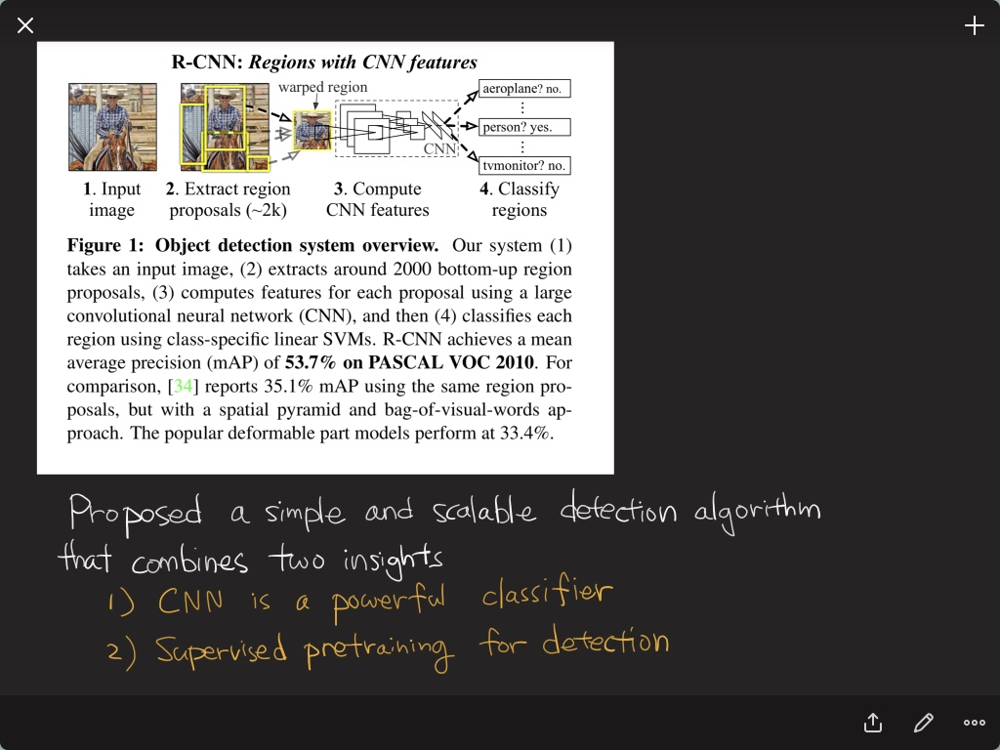 R-CNN: Regions with CNN features
warped region
aeroplane? no.
person? yes.
CNN
tvmonitor? no.
1. Input
image
2. Extract region
proposals (~2k)
3. Compute
CNN features
4. Classify
regions
Figure 1: Object detection system overview. Our system (1)
takes an input image, (2) extracts around 2000 bottom-up region
proposals, (3) computes features for each proposal using a large
convolutional neural network (CNN), and then (4) classifies each
region using class-specific linear SVMs. R-CNN achieves a mean
average precision (mAP) of 53.7% on PASCAL VOC 2010. For
comparison, [34] reports 35.1% mAP using the same region pro-
posals, but with a spatial pyramid and bag-of-visual-words ap-
proach. The popular deformable part models perform at 33.4%.
Proposed a simple and scalable detection algorithm
that combines two insights
1) CNN is a powerful classifier
2) Supervised pretraining for detection